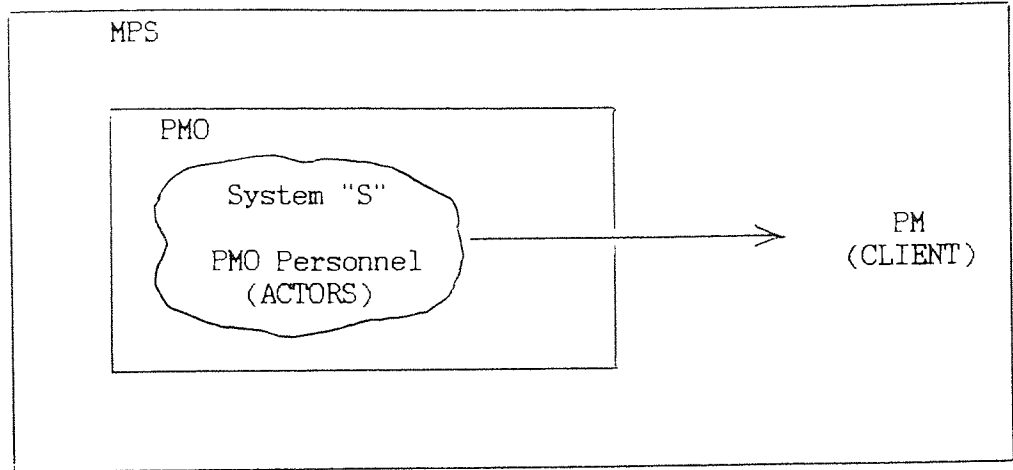 MPS
PMO
System "S"
PMO Personnel
(ACTORS)
PM
(CLIENT)